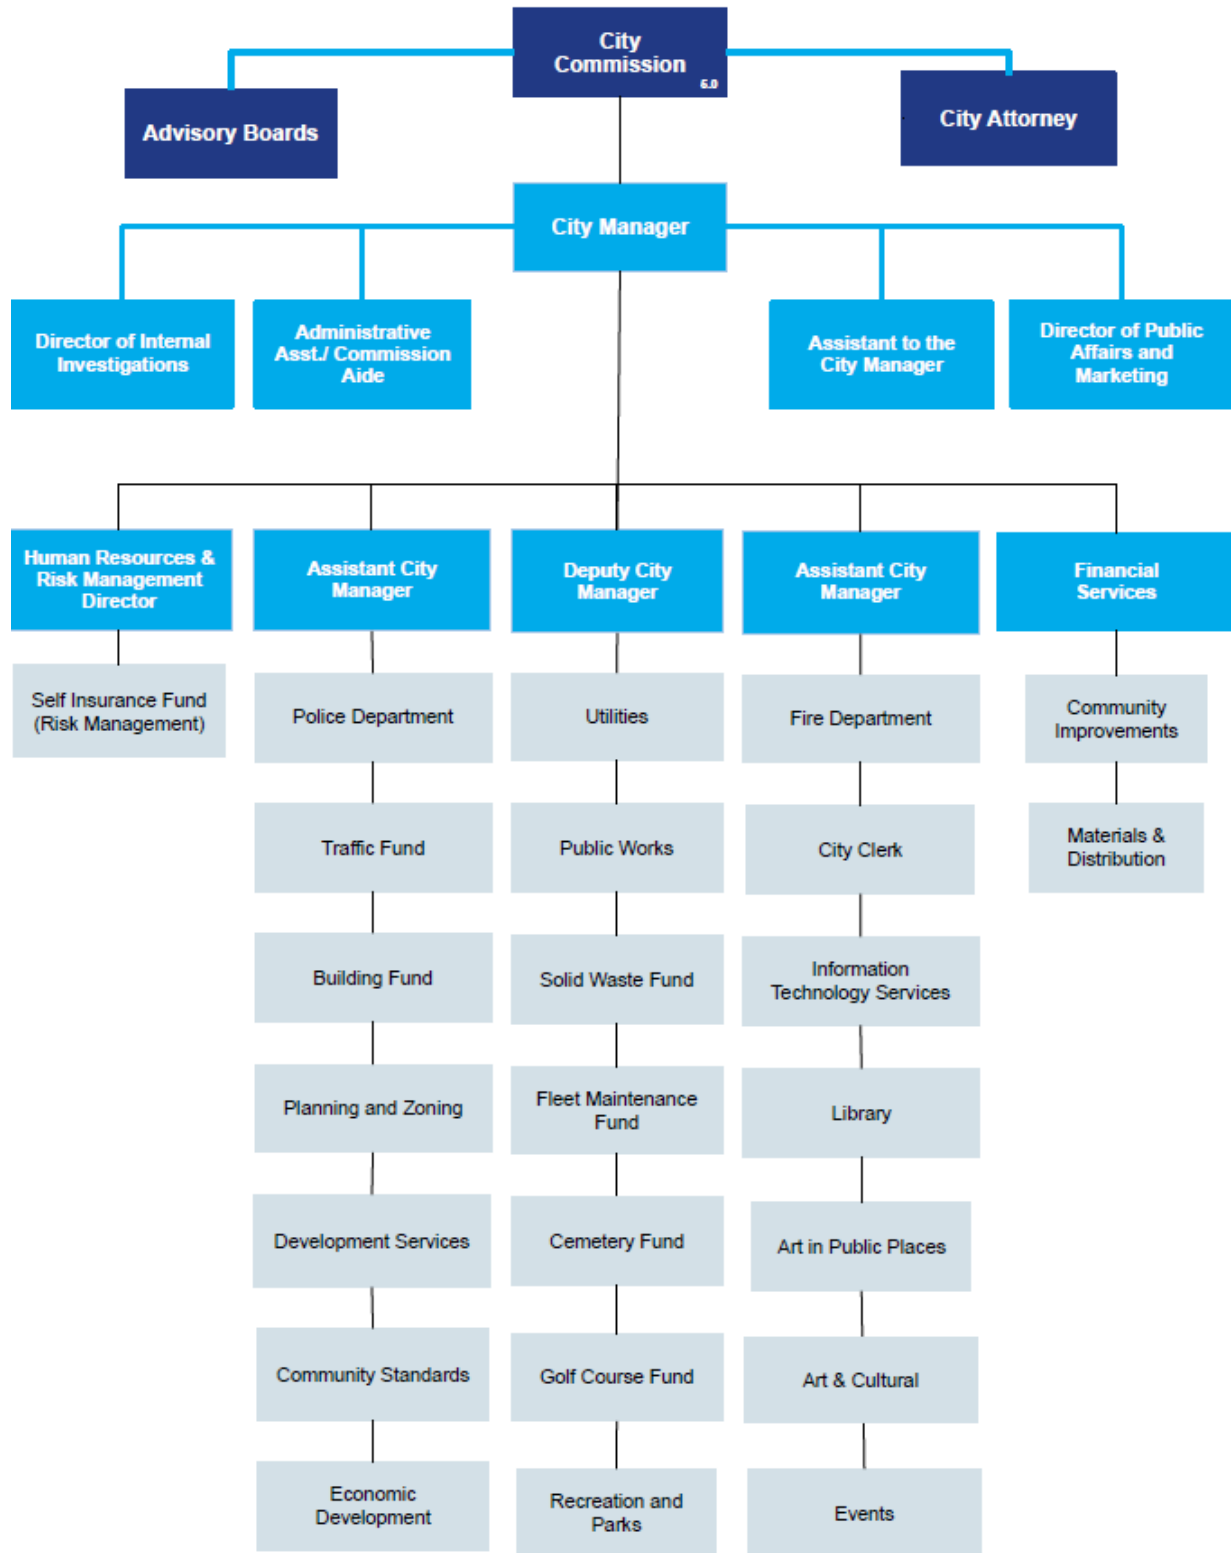 City
Commission
6.0
Advisory Boards
City Attorney
City Manager
Director of Internal
Investigations
Administrative
Asst./ Commission
Aide
Assistant to the
City Manager
Director of Public
Affairs and
Marketing
Human Resources &
Risk Management
Director
Assistant City
Manager
Deputy City
Manager
Assistant City
Manager
Financial
Services
Self Insurance Fund
(Risk Management)
Police Department
Utilities
Fire Department
Community
Improvements
Traffic Fund
Public Works
City Clerk
Materials &
Distribution
Building Fund
Solid Waste Fund
Information
Technology Services
Planning and Zoning
Fleet Maintenance
Fund
Library
Development Services
Cemetery Fund
Art in Public Places
Community Standards
Golf Course Fund
Art & Cultural
Economic
Development
Recreation and
Parks
Events